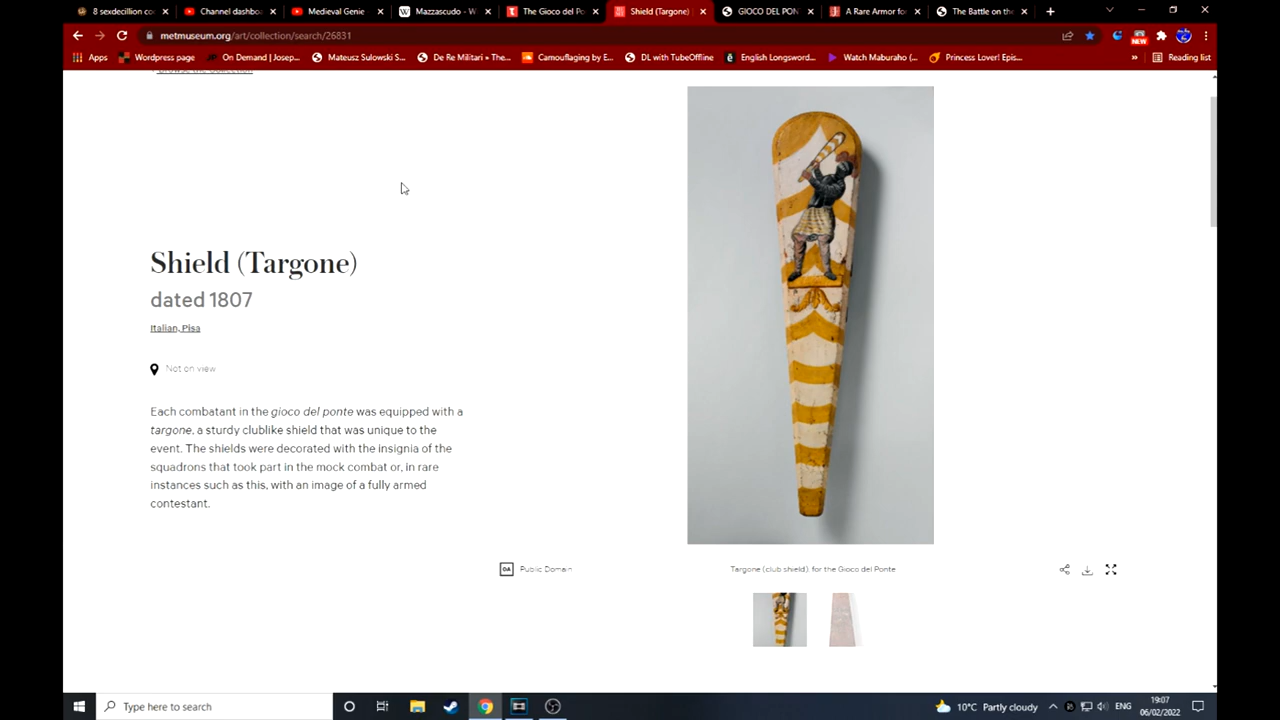 8 sexdecillion co
Channel dashbo
Medieval Genie
Mazzascudo - W
The Gioco del Po
Shield (Targone)
GIOCO DEL PON
A Rare Armor fo
The Battle on the
metmuseum.org/art/collection/search/26831
NEW
Apps
Wordpress page
On Demand | Josep...
Mateusz Sulowski S...
De Re Militari » The...
Camouflaging by E...
DL with TubeOffline
English Longsword...
Watch Maburaho (...
Princess Lover! Epis...
»
Reading list
Browse the Collection
Shield (Targone)
dated 1807
Italian, Pisa
Not on view
Each combatant in the gioco del ponte was equipped with a
targone, a sturdy clublike shield that was unique to the
event. The shields were decorated with the insignia of the
squadrons that took part in the mock combat or, in rare
instances such as this, with an image of a fully armed
contestant.
OA Public Domain
Targone (club shield), for the Gioco del Ponte
Type here to search
10°C Partly cloudy
ENG
19:07
06/02/2022